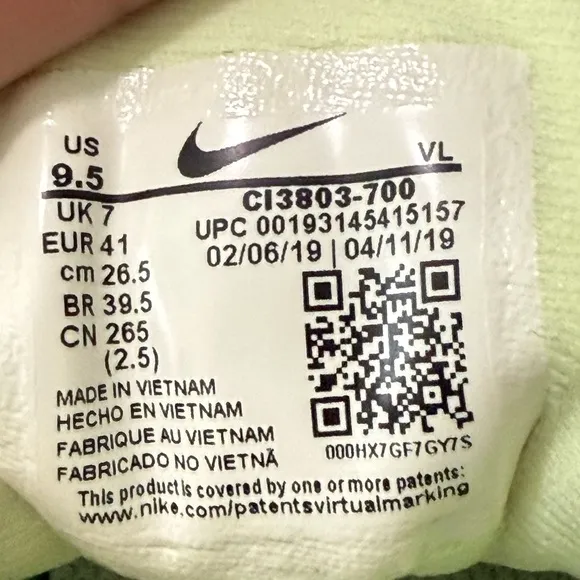 US
9.5
VL
CI3803-700
UK 7
UPC 00193145415157
EUR 41
02/06/19 | 04/11/19
cm 26.5
BR 39.5
CN 265
(2.5)
MADE IN VIETNAM
HECHO EN VIETNAM
FABRIQUE AU VIETNAM
FABRICADO NO VIETNÃ
000HX7GF7GY7S
This product is covered by one or more patents:
www.nike.com/patentsvirtualmarking